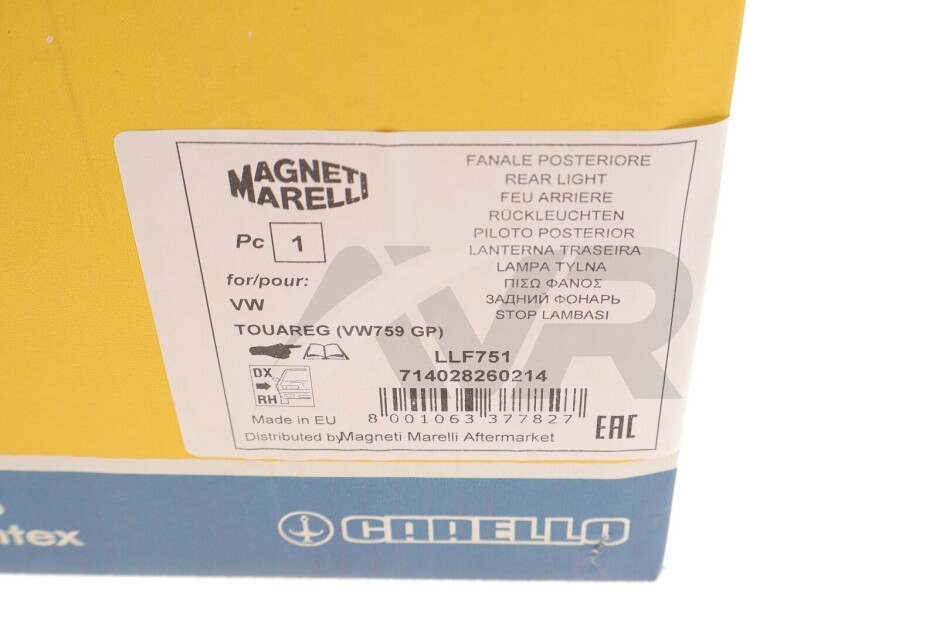 MAGNETI
MARELLI
Pc 1
for/pour:
VW
TOUAREG (VW759 GP)
FANALE POSTERIORE
REAR LIGHT
FEU ARRIERE
RÜCKLEUCHTEN
PILOTO POSTERIOR
LANTERNA TRASEIRA
LAMPA TYLNA
ΠΙΣΩ ΦΑΝΟΣ
ЗАДНИЙ ФОНАРЬ
STOP LAMBASI
LLF751
714028260214
DX
RH
8 001063 377827
Made in EU
Distributed by Magneti Marelli Aftermarket
EAC
CARELLO